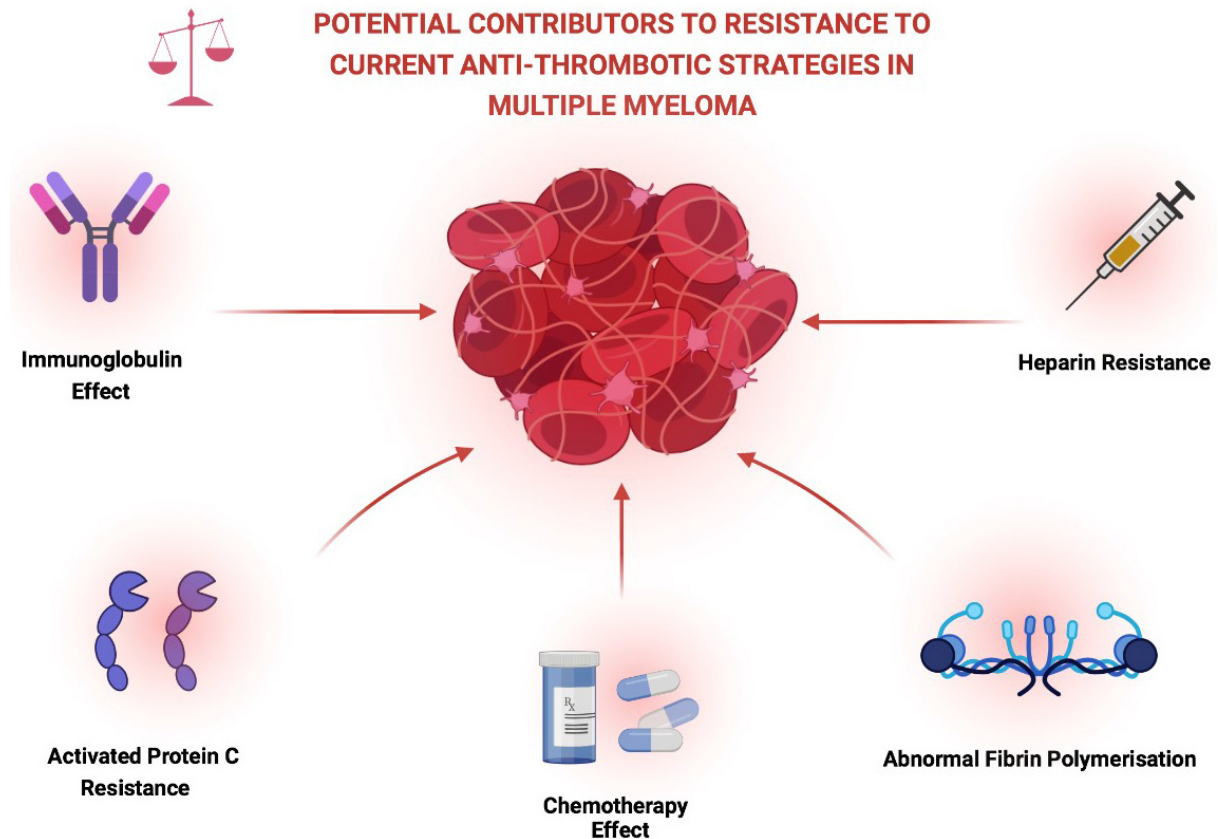 POTENTIAL CONTRIBUTORS TO RESISTANCE TO
CURRENT ANTI-THROMBOTIC STRATEGIES IN
MULTIPLE MYELOMA
Immunoglobulin
Effect
Heparin Resistance
Activated Protein C
Resistance
Rx
Chemotherapy
Effect
Abnormal Fibrin Polymerisation